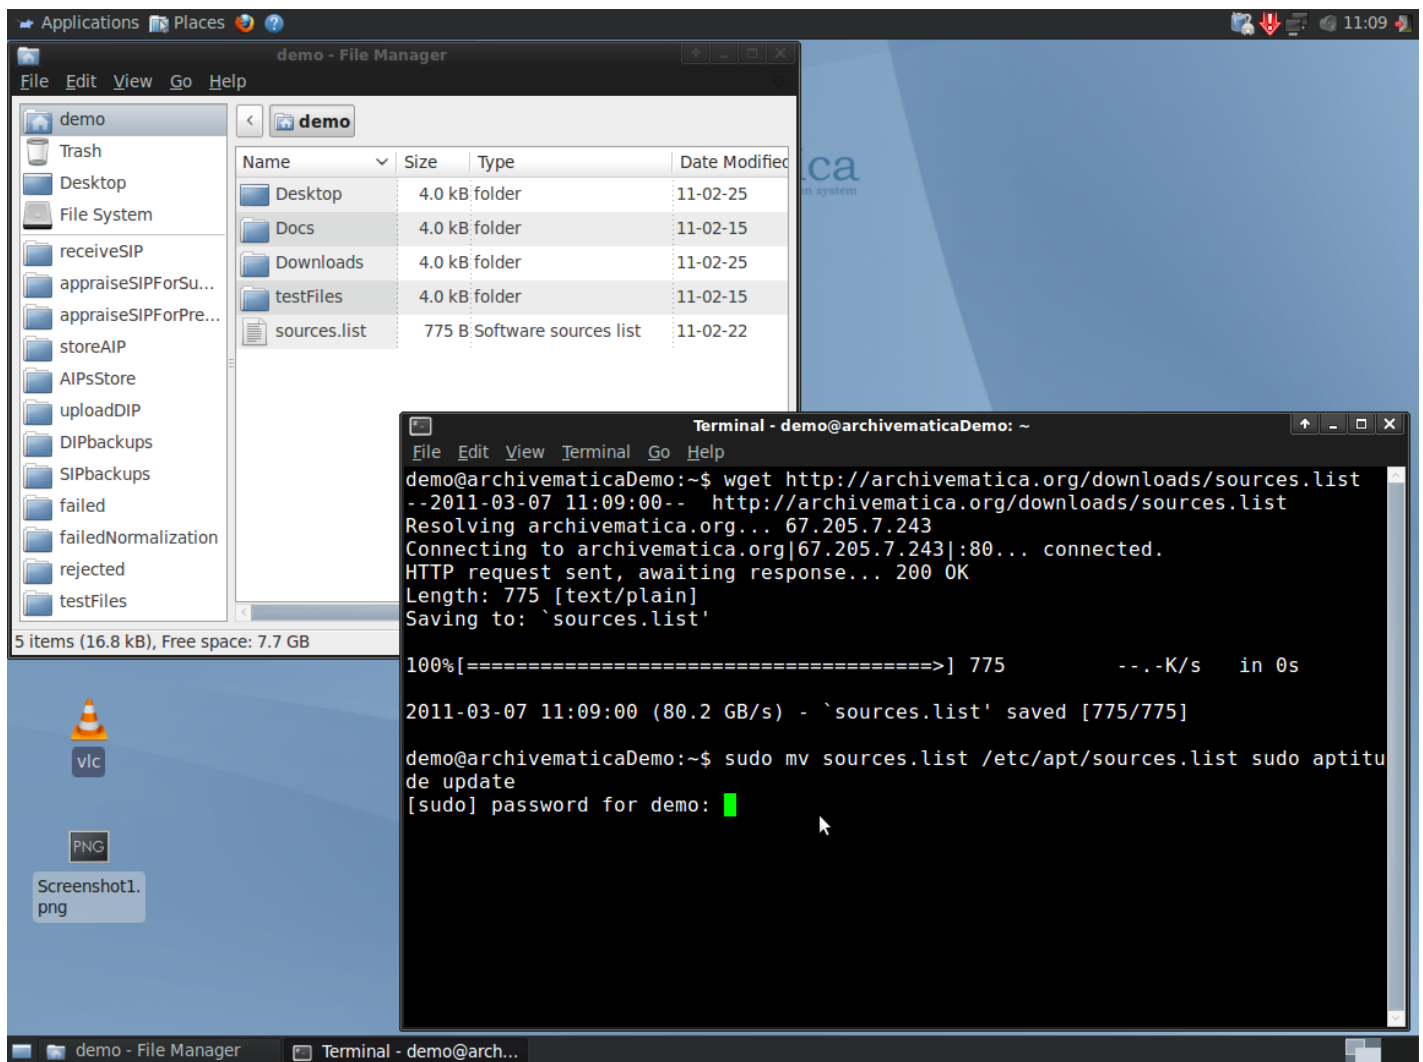 Applications Places 11:09
demo - File Manager
File Edit View Go Help
demo
Trash
Desktop
File System
receiveSIP
appraiseSIPForSu...
appraiseSIPForPre...
storeAIP
AIPsStore
uploadDIP
DIPbackups
SIPbackups
failed
failedNormalization
rejected
testFiles
demo
Name Size Type Date Modified
Desktop 4.0 kB folder 11-02-25
Docs 4.0 kB folder 11-02-15
Downloads 4.0 kB folder 11-02-25
testFiles 4.0 kB folder 11-02-15
sources.list 775 B Software sources list 11-02-22
5 items (16.8 kB), Free space: 7.7 GB
ica
on system
Terminal - demo@archivematicaDemo: ~
File Edit View Terminal Go Help
demo@archivematicaDemo:~$ wget http://archivematica.org/downloads/sources.list
--2011-03-07 11:09:00-- http://archivematica.org/downloads/sources.list
Resolving archivematica.org... 67.205.7.243
Connecting to archivematica.org|67.205.7.243|:80... connected.
HTTP request sent, awaiting response... 200 OK
Length: 775 [text/plain]
Saving to: `sources.list'
100%[======================================>] 775 --.-K/s in 0s
2011-03-07 11:09:00 (80.2 GB/s) - `sources.list' saved [775/775]
demo@archivematicaDemo:~$ sudo mv sources.list /etc/apt/sources.list sudo aptitu
de update
[sudo] password for demo:
vlc
PNG
Screenshot1.
png
demo - File Manager Terminal - demo@arch...